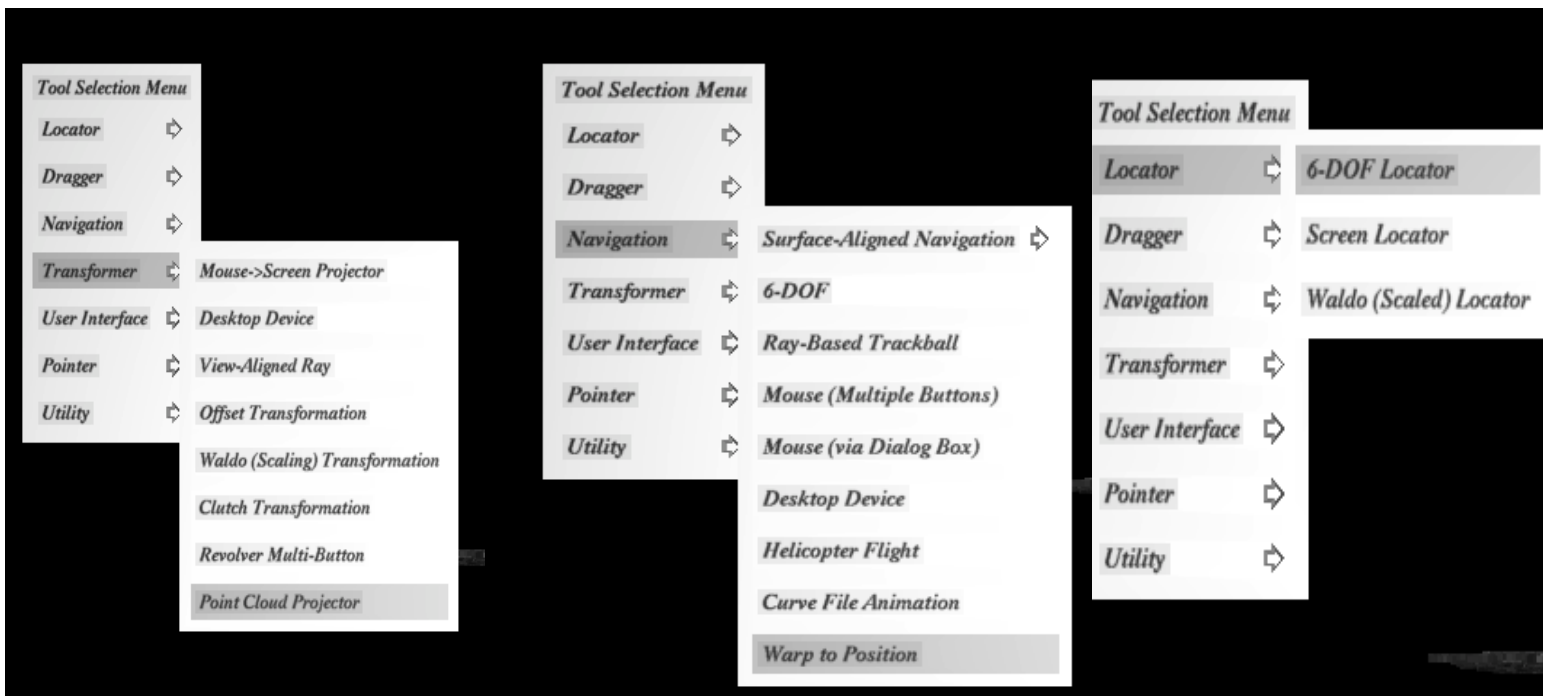 Tool Selection Menu
Locator
Dragger
Navigation
Transformer
User Interface
Pointer
Utility
Mouse->Screen Projector
Desktop Device
View-Aligned Ray
Offset Transformation
Waldo (Scaling) Transformation
Clutch Transformation
Revolver Multi-Button
Point Cloud Projector
Tool Selection Menu
Locator
Dragger
Navigation
Transformer
User Interface
Pointer
Utility
Surface-Aligned Navigation
6-DOF
Ray-Based Trackball
Mouse (Multiple Buttons)
Mouse (via Dialog Box)
Desktop Device
Helicopter Flight
Curve File Animation
Warp to Position
Tool Selection Menu
Locator
Dragger
Navigation
Transformer
User Interface
Pointer
Utility
6-DOF Locator
Screen Locator
Waldo (Scaled) Locator